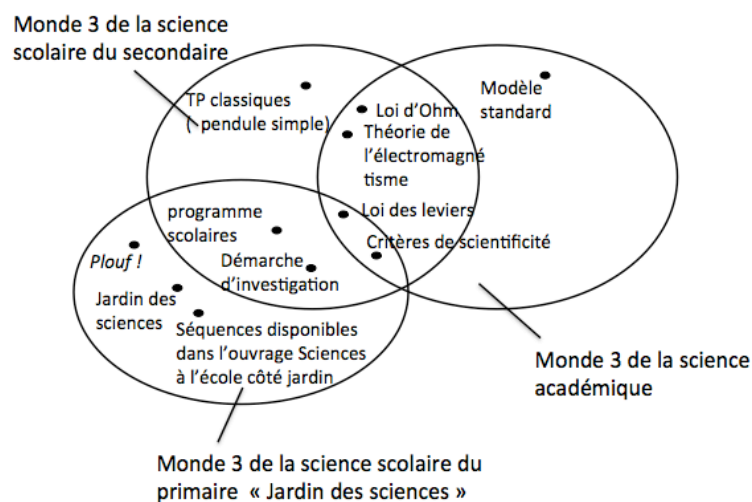 Monde 3 de la science
scolaire du secondaire
TP classiques
( pendule simple)
Loi d'Ohm
Théorie de
l'électromagné
tisme
Modèle
standard
Loi des leviers
Critères de scientificité
programme
scolaires
Démarche
d'investigation
Plouf !
Jardin des
sciences
Séquences disponibles
dans l'ouvrage Sciences
à l'école côté jardin
Monde 3 de la science
académique
Monde 3 de la science scolaire du
primaire « Jardin des sciences »